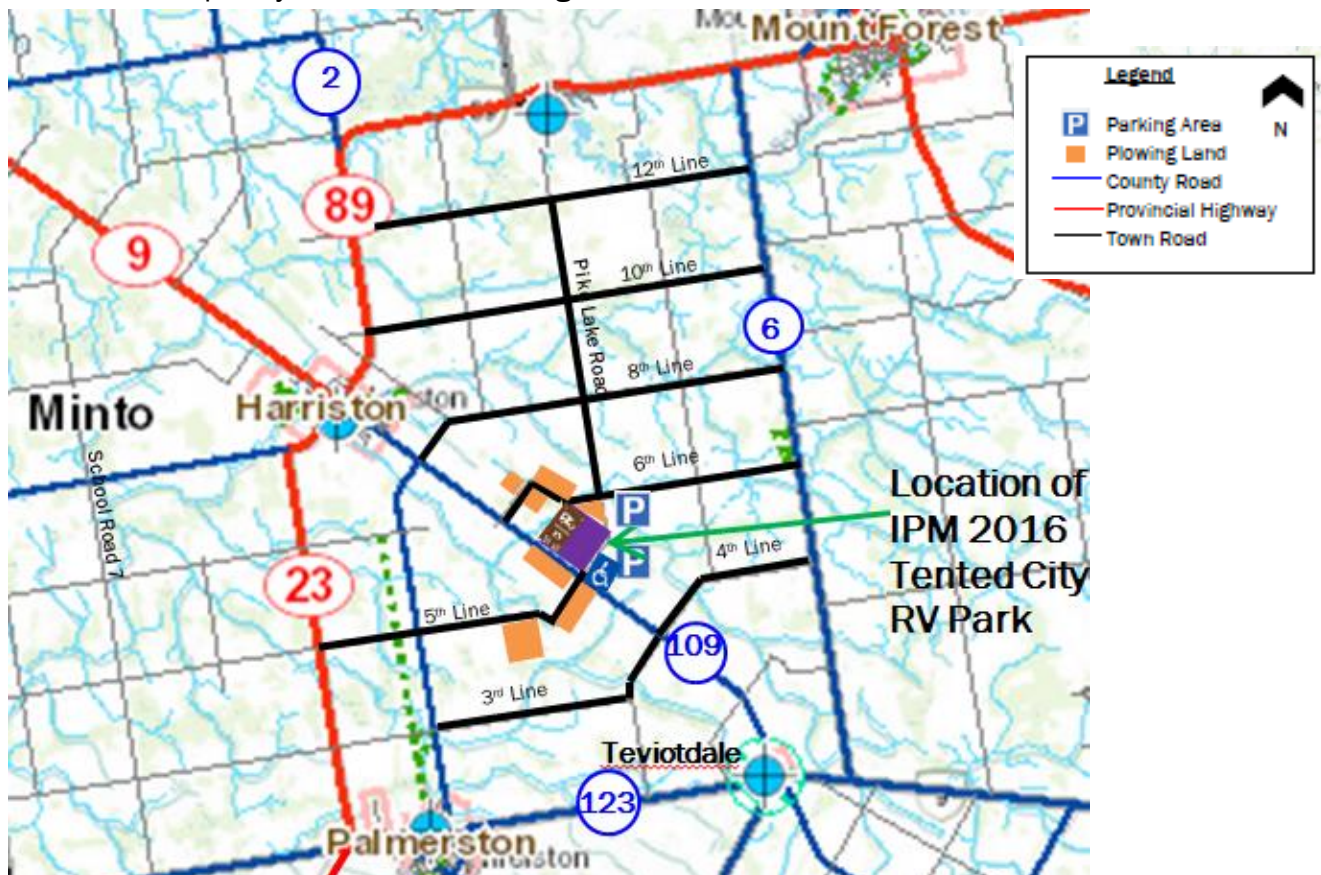 Mount Forest
2
Legend
P Parking Area
N
Plowing Land
County Road
Provincial Highway
Town Road
12th Line
89
9
10th Line
Pike Lake Road
6
8th Line
Minto
Harriston
School Road 7
6th Line
P
P
Location of
IPM 2016
Tented City
RV Park
4th Line
23
5th Line
109
3rd Line
Teviotdale
123
Palmerston